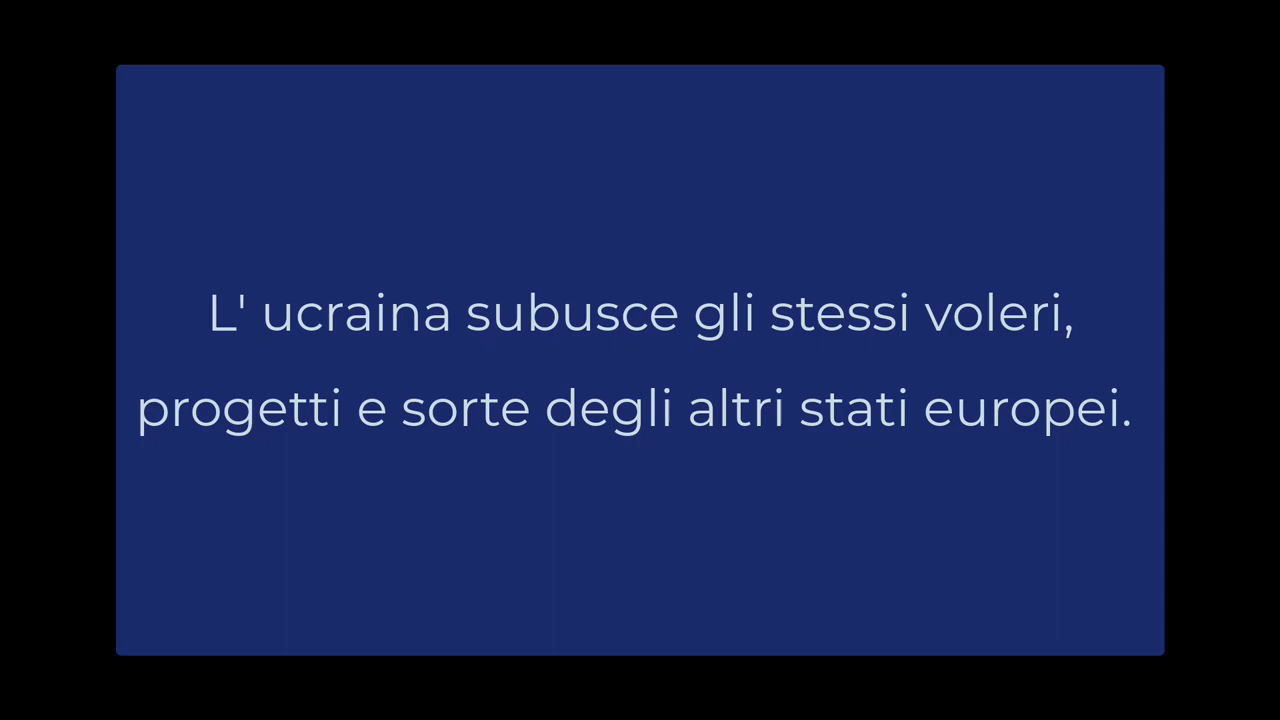 L' ucraina subusce gli stessi voleri,
progetti e sorte degli altri stati europei.